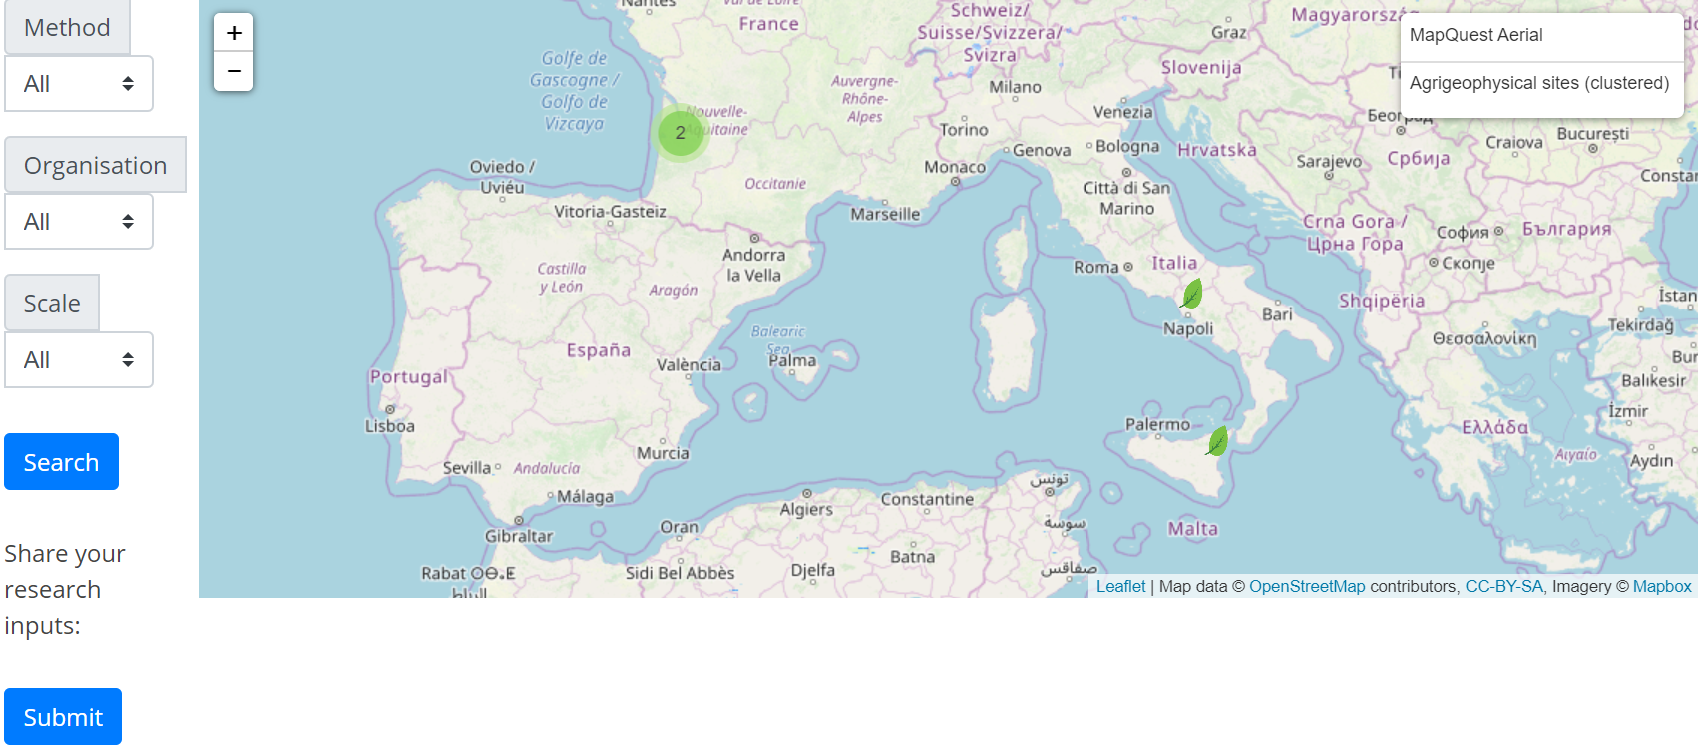 Method
All
Organisation
All
Scale
All
Search
Share your
research
inputs:
Submit
+
−
MapQuest Aerial
Agrigeophysical sites (clustered)
Nantes
Val de Loire
France
Schweiz/
Suisse/Svizzera/
Svizra
Graz
Magyarország
Slovenija
Golfe de
Gascogne /
Golfo de
Vizcaya
2
Nouvelle-
Aquitaine
Auvergne-
Rhône-
Alpes
Milano
Venezia
Torino
Genova
Bologna
Hrvatska
Београд
București
Craiova
Sarajevo
Србија
Constan
Monaco
Città di San
Marino
Oviedo /
Uviéu
Occitanie
Vitoria-Gasteiz
Marseille
Crna Gora /
Црна Гора
София
България
Andorra
la Vella
Roma
Italia
Скопје
Castilla
y León
Aragón
Shqipëria
İstan
Bari
Napoli
Tekirdağ
Balearic
Sea
Palma
España
València
Θεσσαλονίκη
Bur
Portugal
Balıkesir
Lisboa
Palermo
İzmir
Ελλάδα
Murcia
Αιγαίο
Aydın
Sevilla
Andalucía
Málaga
تونس
Algiers
Constantine
Gibraltar
Oran
سوسة
Malta
Batna
Rabat ⵔⴱⴰⵟ
Sidi Bel Abbès
Djelfa
صفاقس
Leaflet | Map data © OpenStreetMap contributors, CC-BY-SA, Imagery © Mapbox